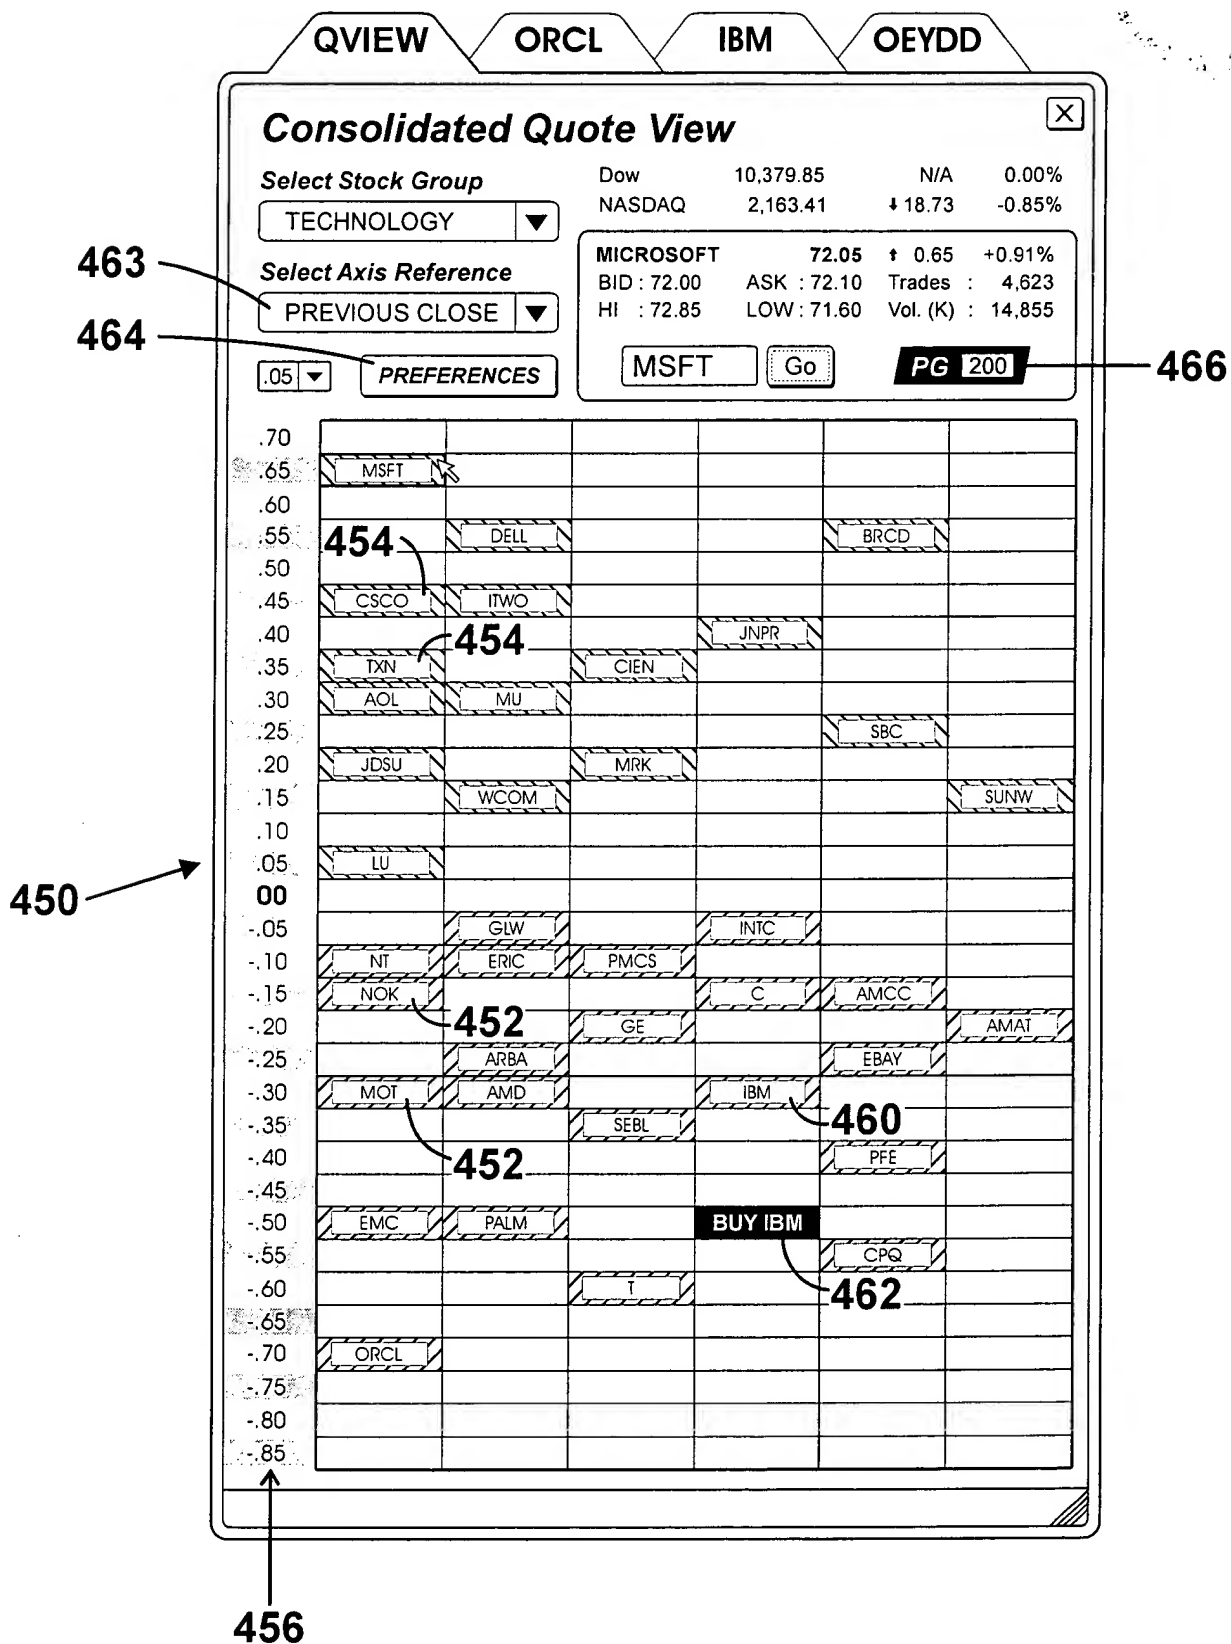 QVIEW ORCL IBM OEYDD
Consolidated Quote View X
Select Stock Group
TECHNOLOGY
Dow 10,379.85 N/A 0.00%
NASDAQ 2,163.41 18.73 -0.85%
463
Select Axis Reference
PREVIOUS CLOSE
464
.05 PREFERENCES
MICROSOFT 72.05 0.65 +0.91%
BID : 72.00 ASK : 72.10 Trades : 4,623
HI : 72.85 LOW : 71.60 Vol. (K) : 14,855
MSFT Go PG 200 466
.70
.65 MSFT
.60
.55 454 DELL BRCD
.50
.45 CSCO ITWO
.40 454 JNPR
.35 TXN CIEN
.30 AOL MU
.25 SBC
.20 JDSU MRK
.15 WCOM SUNW
.10
.05 LU
450
00
-.05 GLW INTC
-.10 NT ERIC PMCS
-.15 NOK C AMCC
-.20 452 GE AMAT
-.25 ARBA EBAY
-.30 MOT AMD IBM
-.35 SEBL 460
-.40 452 PFE
-.45
-.50 EMC PALM BUY IBM
-.55 CPQ
-.60 T 462
-.65
-.70 ORCL
-.75
-.80
-.85
456